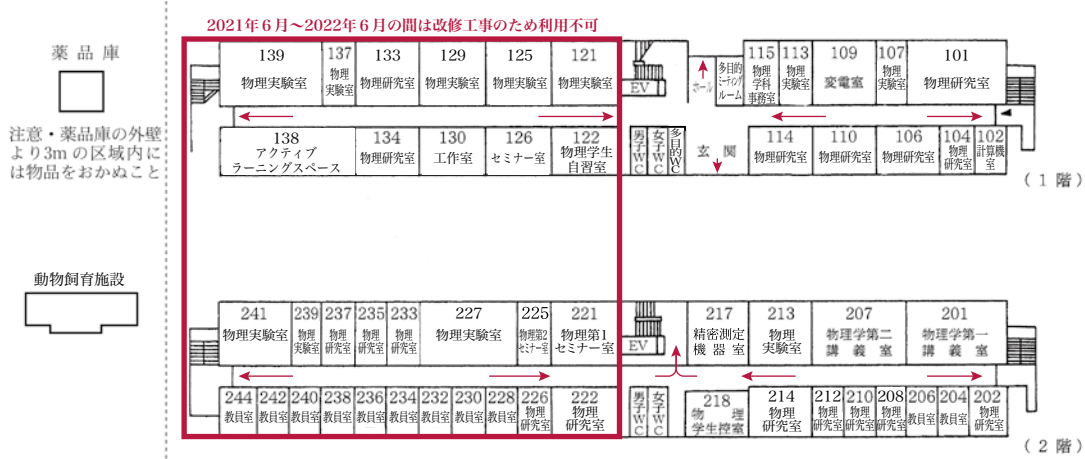 2021年６月～2022年６月の間は改修工事のため利用不可
薬品庫
注意・薬品庫の外壁
より3mの区域内に
は物品をおかぬこと
動物飼育施設
139
物理実験室
137
物理
実験室
133
物理研究室
129
物理実験室
125
物理実験室
121
物理実験室
EV
ホール
多目的
ミーティング
ルーム
115
物理
学科
事務室
113
物理
実験室
109
変電室
107
物理
実験室
101
物理研究室
138
アクティブ
ラーニングスペース
134
物理研究室
130
工作室
126
セミナー室
122
物理学生
自習室
男子WC
女子WC
多目的WC
玄関
114
物理研究室
110
物理研究室
106
物理研究室
104
物理
研究室
102
計算機
室
（１階）
241
物理実験室
239
物理
実験室
237
物理
研究室
235
物理
研究室
233
物理
研究室
227
物理実験室
225
物理第2
セミナー室
221
物理第1
セミナー室
EV
217
精密測定
機器室
213
物理
実験室
207
物理学第二
講義室
201
物理学第一
講義室
244
教員室
242
教員室
240
教員室
238
教員室
236
教員室
234
教員室
232
教員室
230
教員室
228
教員室
226
物理
研究室
222
物理
研究室
男子WC
女子WC
218
物理
学生控室
214
物理
研究室
212
物理
研究室
210
物理
研究室
208
物理
研究室
206
教員室
204
教員室
202
物理
研究室
（２階）